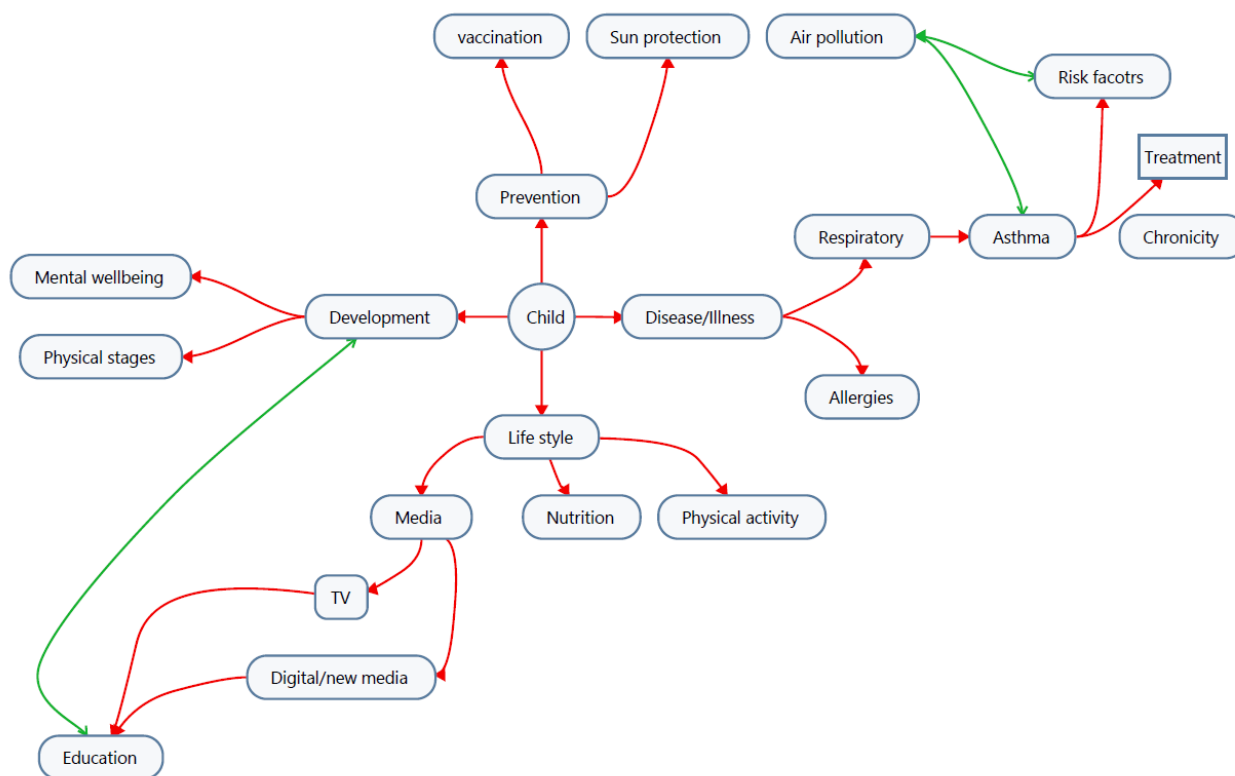 vaccination
Sun protection
Air pollution
Risk facotrs
Treatment
Prevention
Respiratory
Asthma
Chronicity
Mental wellbeing
Development
Child
Disease/Illness
Physical stages
Allergies
Life style
Media
Nutrition
Physical activity
TV
Digital/new media
Education